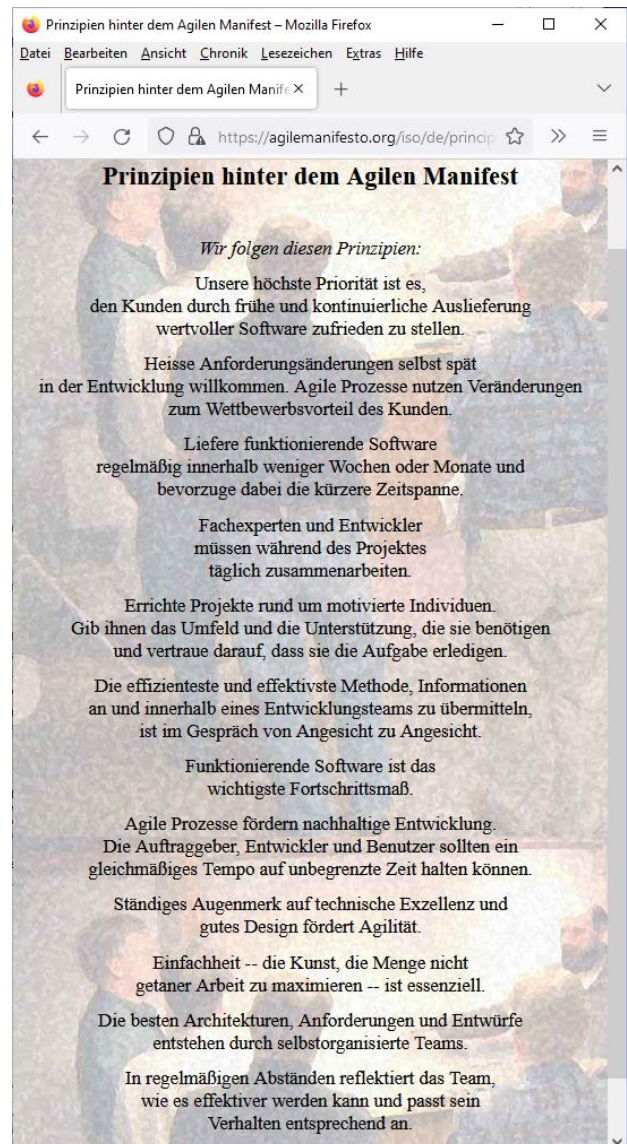 Prinzipien hinter dem Agilen Manifest – Mozilla Firefox
Datei Bearbeiten Ansicht Chronik Lesezeichen Extras Hilfe
Prinzipien hinter dem Agilen Manife
https://agilemanifesto.org/iso/de/princip
Prinzipien hinter dem Agilen Manifest
Wir folgen diesen Prinzipien:
Unsere höchste Priorität ist es,
den Kunden durch frühe und kontinuierliche Auslieferung
wertvoller Software zufrieden zu stellen.
Heisse Anforderungsänderungen selbst spät
in der Entwicklung willkommen. Agile Prozesse nutzen Veränderungen
zum Wettbewerbsvorteil des Kunden.
Liefere funktionierende Software
regelmäßig innerhalb weniger Wochen oder Monate und
bevorzuge dabei die kürzere Zeitspanne.
Fachexperten und Entwickler
müssen während des Projektes
täglich zusammenarbeiten.
Errichte Projekte rund um motivierte Individuen.
Gib ihnen das Umfeld und die Unterstützung, die sie benötigen
und vertraue darauf, dass sie die Aufgabe erledigen.
Die effizienteste und effektivste Methode, Informationen
an und innerhalb eines Entwicklungsteams zu übermitteln,
ist im Gespräch von Angesicht zu Angesicht.
Funktionierende Software ist das
wichtigste Fortschrittsmaß.
Agile Prozesse fördern nachhaltige Entwicklung.
Die Auftraggeber, Entwickler und Benutzer sollten ein
gleichmäßiges Tempo auf unbegrenzte Zeit halten können.
Ständiges Augenmerk auf technische Exzellenz und
gutes Design fördert Agilität.
Einfachheit -- die Kunst, die Menge nicht
getaner Arbeit zu maximieren -- ist essenziell.
Die besten Architekturen, Anforderungen und Entwürfe
entstehen durch selbstorganisierte Teams.
In regelmäßigen Abständen reflektiert das Team,
wie es effektiver werden kann und passt sein
Verhalten entsprechend an.